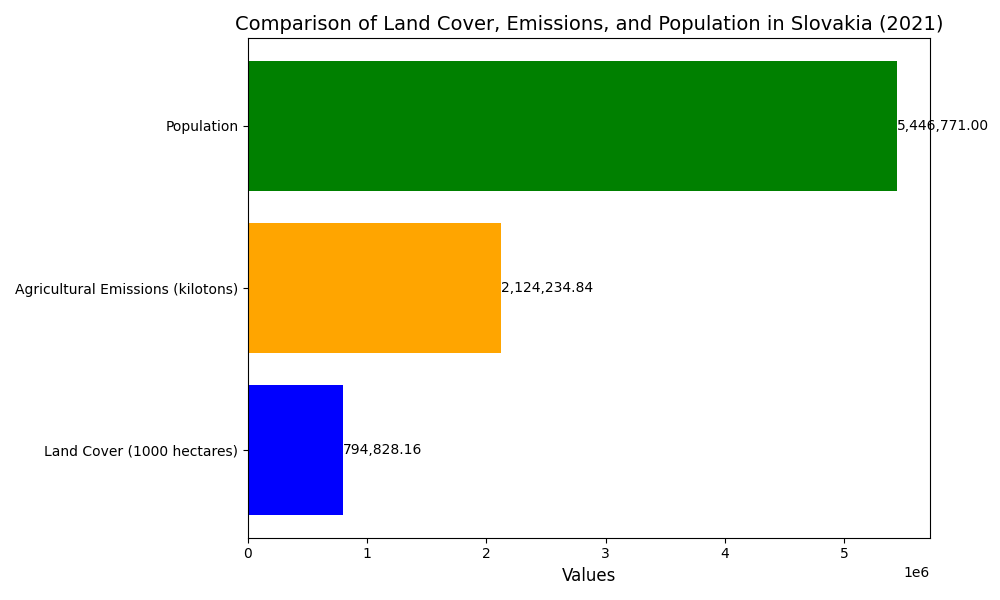 Comparison of Land Cover, Emissions, and Population in Slovakia (2021)
Population
5,446,771.00
Agricultural Emissions (kilotons)
2,124,234.84
Land Cover (1000 hectares)
794,828.16
0 1 2 3 4 5
1e6
Values